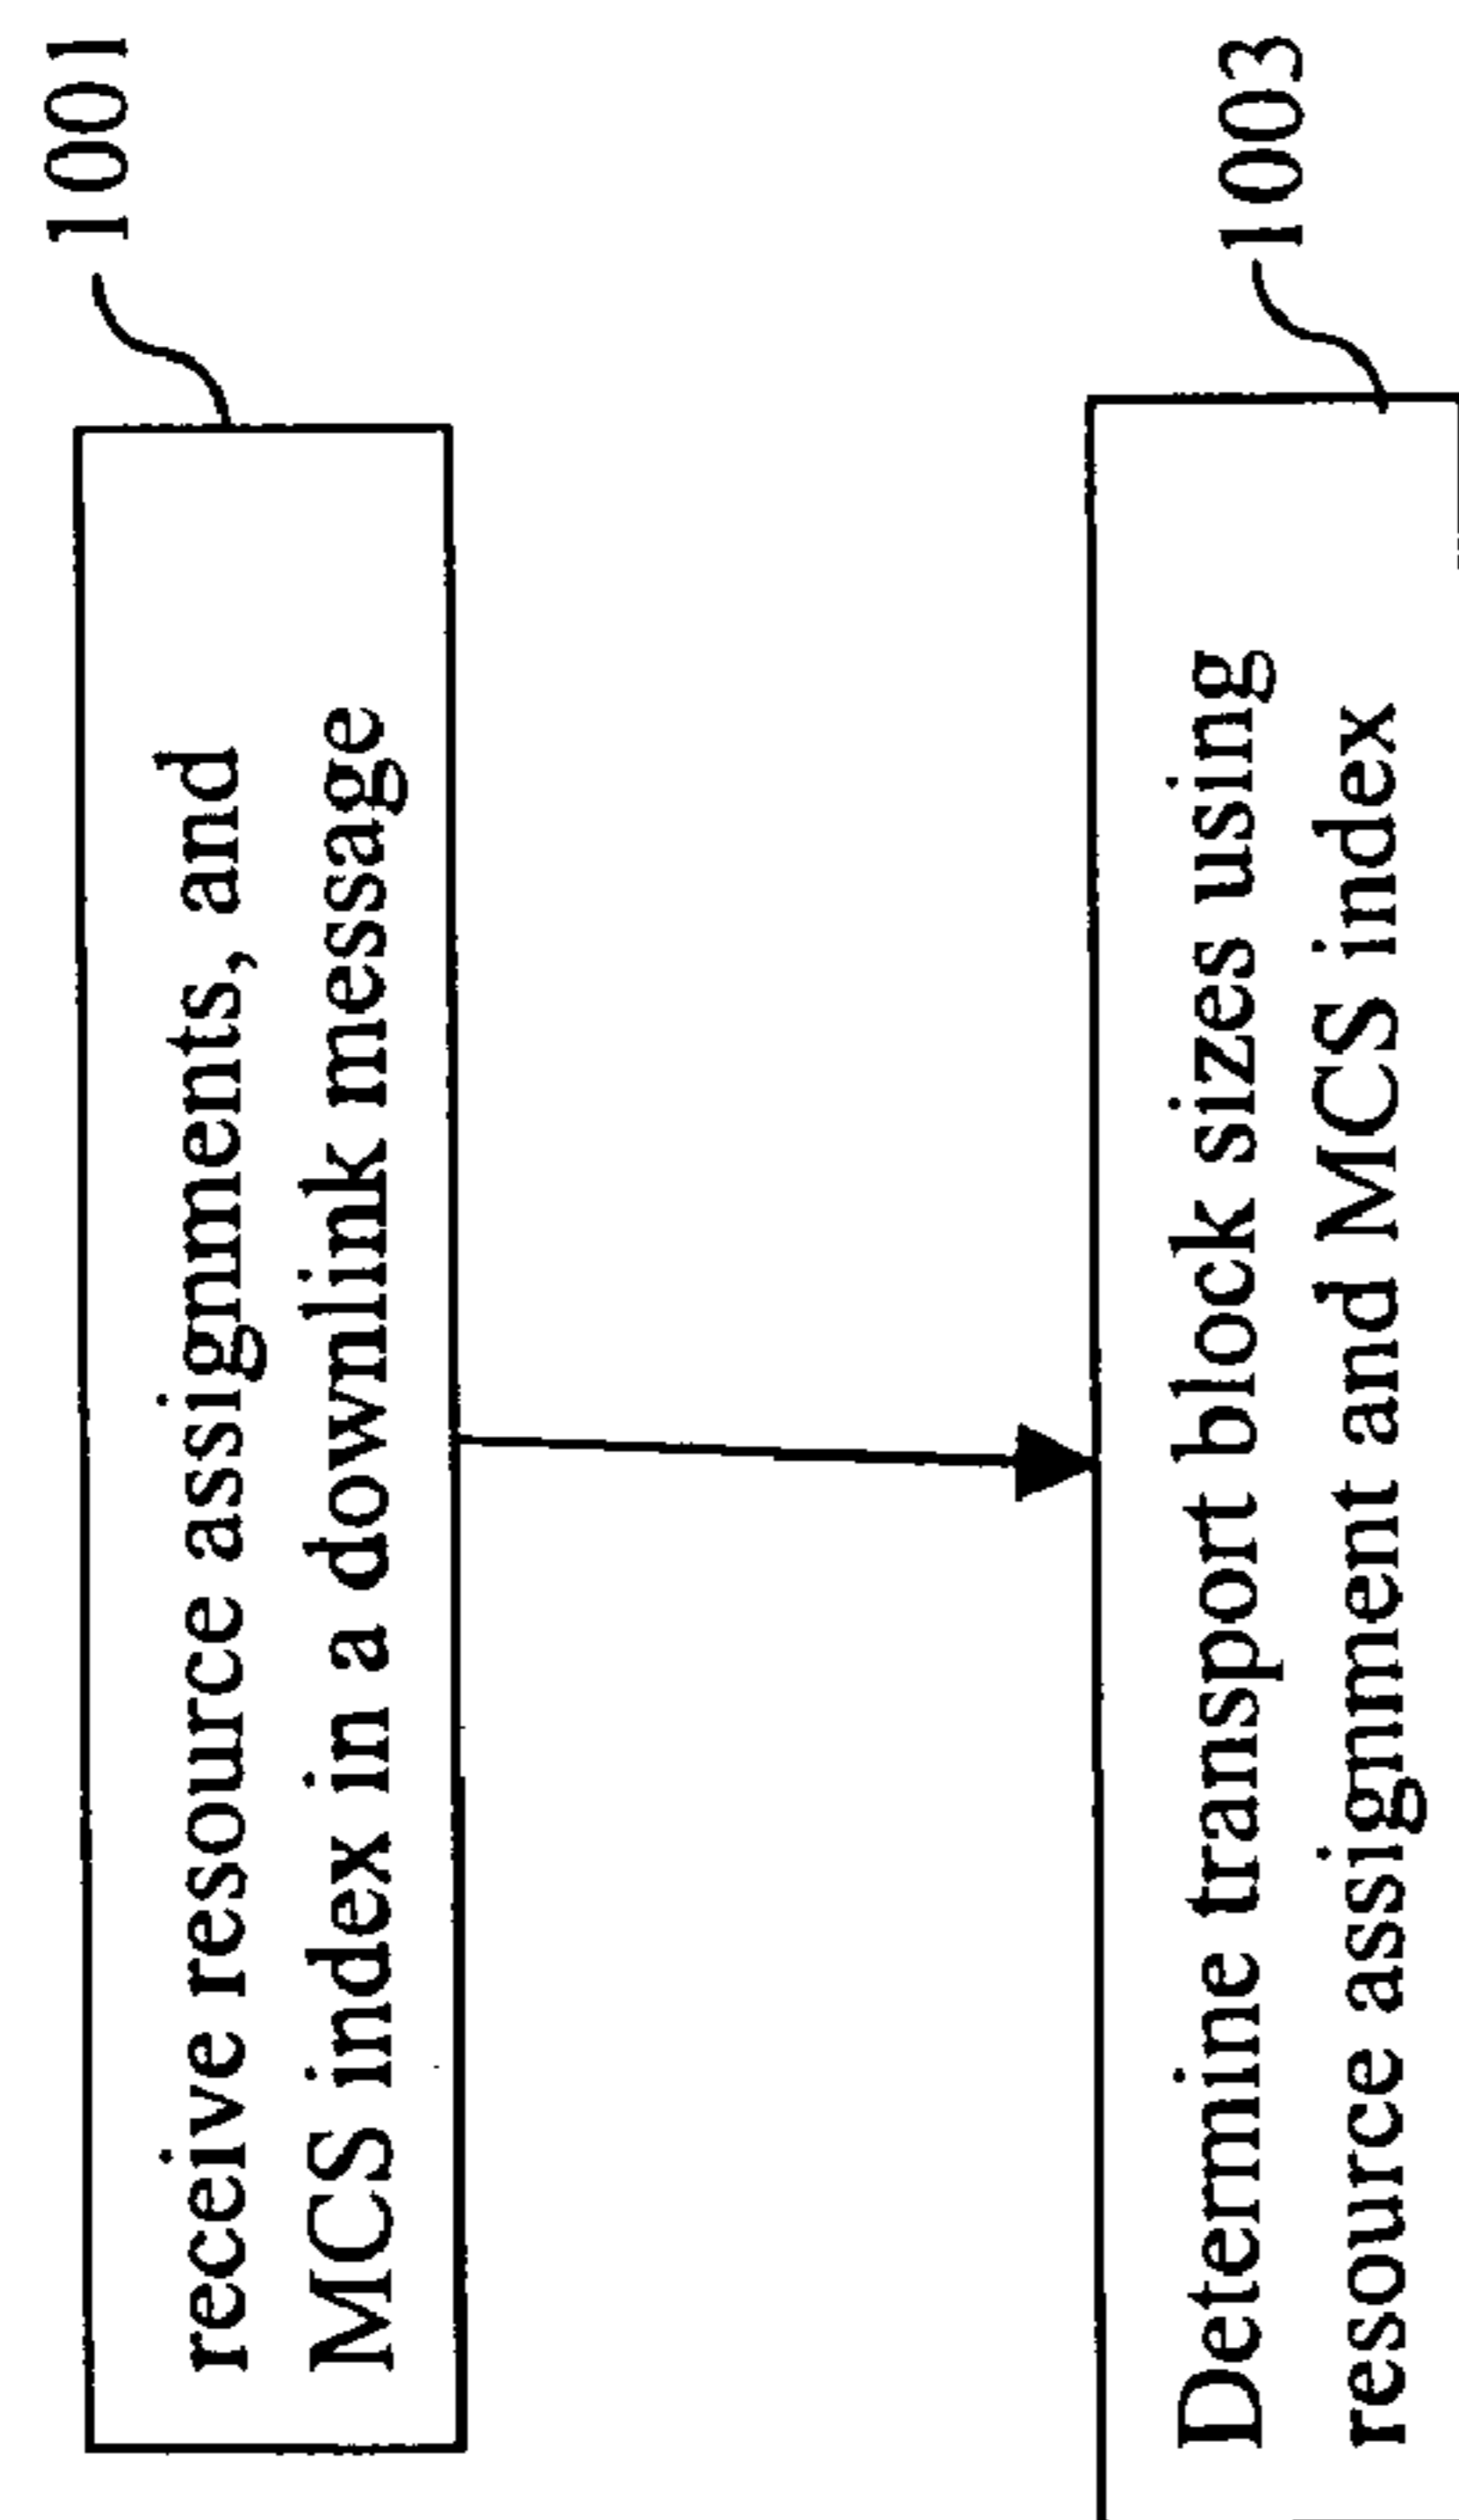 1001
receive resource assignments, and
MCS index in a downlink message
1003
Determine transport block sizes using
resource assignment and MCS index